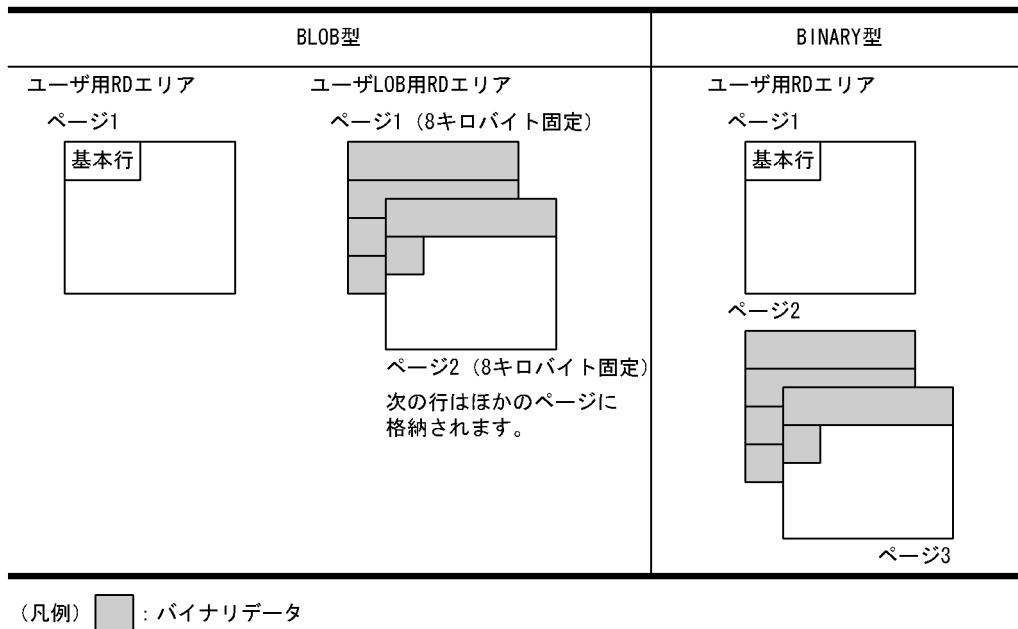 BLOB型
BINARY型
ユーザ用RDエリア
ユーザLOB用RDエリア
ユーザ用RDエリア
ページ1
ページ1（8キロバイト固定）
ページ1
基本行
基本行
ページ2
ページ2（8キロバイト固定）
次の行はほかのページに
格納されます。
ページ3
（凡例）：バイナリデータ